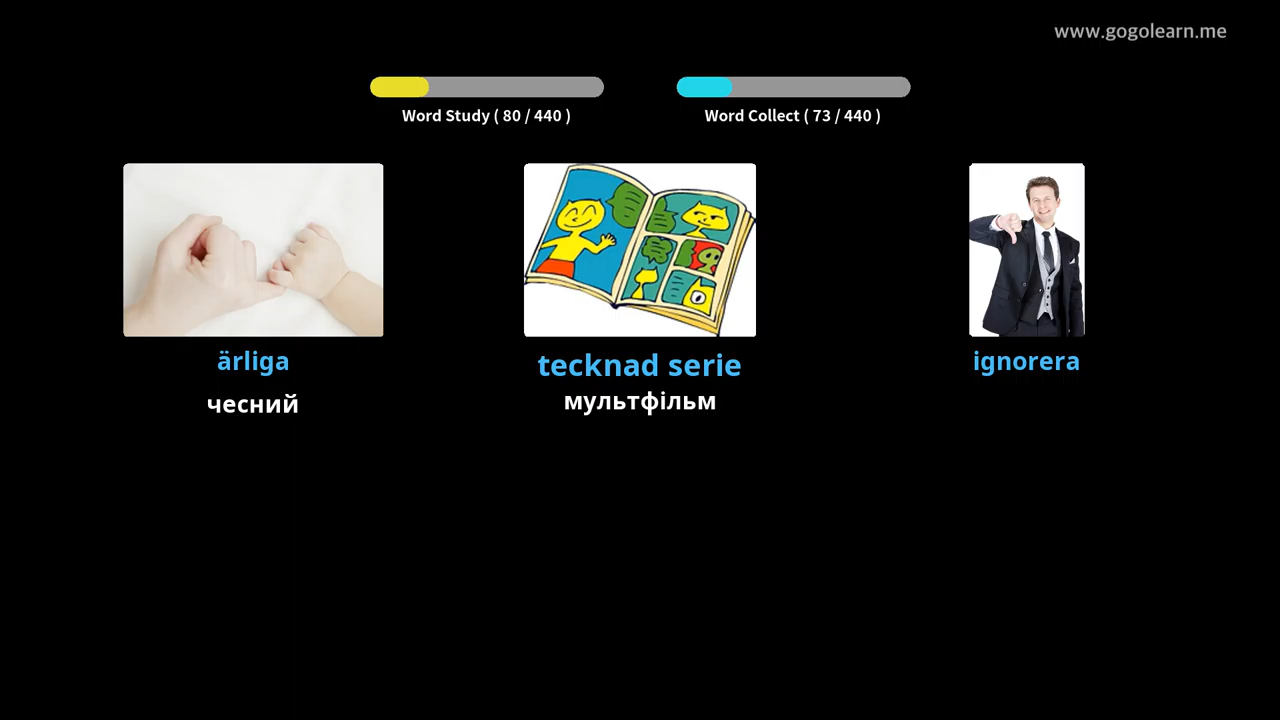 www.gogolearn.me
Word Study ( 80 / 440 )
Word Collect ( 73 / 440 )
ärliga
tecknad serie
ignorera
чесний
мультфільм